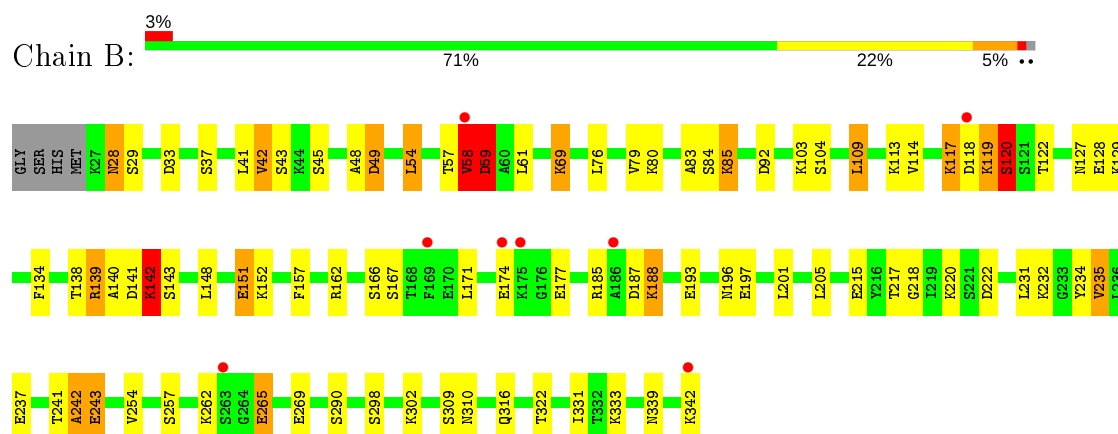 3%
Chain B:
71% 22% 5% ••
GLY SER HIS MET K27 N28 S29 D33 S37 L41 V42 S43 K44 S45 A48 D49 L54 T57 V58 D59 A60 L61 K69 L76 V79 K80 A83 S84 K85 D92 K103 S104 L109 K113 V114 K117 D118 K119 S120 S121 T122 N127 E128 K129
F134 T138 R139 A140 D141 K142 S143 L148 E151 K152 F157 R162 S166 S167 T168 F169 E170 L171 E174 K175 G176 E177 R185 A186 D187 K188 E193 N196 E197 L201 L205 E215 Y216 T217 G218 I219 K220 S221 D222 L231 K232 G233 Y234 V235 L236
E237 T241 A242 E243 V254 S257 K262 S263 G264 E265 E269 S290 S298 K302 S309 N310 Q316 T322 I331 T332 K333 N339 K342